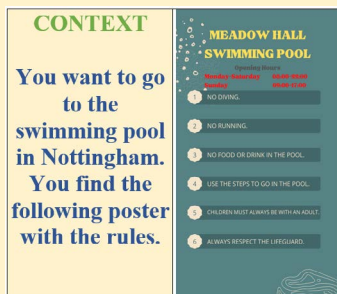 CONTEXT
You want to go
to the
swimming pool
in Nottingham.
You find the
following poster
with the rules.
MEADOW HALL
SWIMMING POOL
Opening Hours
Monday-Saturday
Sunday
1 NO DIVING.
2 NO RUNNING.
3 NO FOOD OR DRINK IN THE POOL.
4 USE THE STEPS TO GO IN THE POOL.
5 CHILDREN MUST ALWAYS BE WITH AN ADULT.
6 ALWAYS RESPECT THE LIFEGUARD.